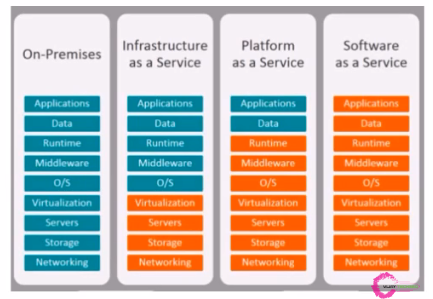 On-Premises
Applications
Data
Runtime
Middleware
O/S
Virtualization
Servers
Storage
Networking
Infrastructure
as a Service
Applications
Data
Runtime
Middleware
O/S
Virtualization
Servers
Storage
Networking
Platform
as a Service
Applications
Data
Runtime
Middleware
O/S
Virtualization
Servers
Storage
Networking
Software
as a Service
Applications
Data
Runtime
Middleware
O/S
Virtualization
Servers
Storage
Networking